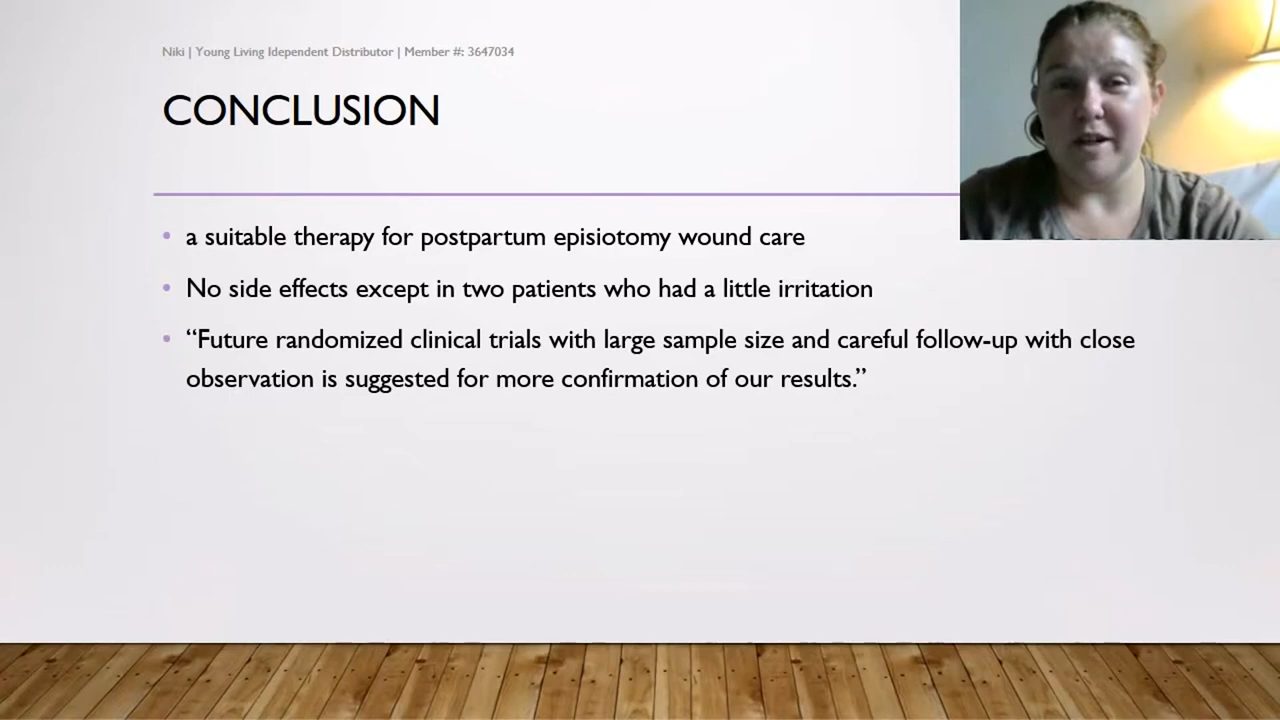 Niki | Young Living Idependent Distributor | Member #: 3647034
CONCLUSION
• a suitable therapy for postpartum episiotomy wound care
• No side effects except in two patients who had a little irritation
• “Future randomized clinical trials with large sample size and careful follow-up with close
observation is suggested for more confirmation of our results.”